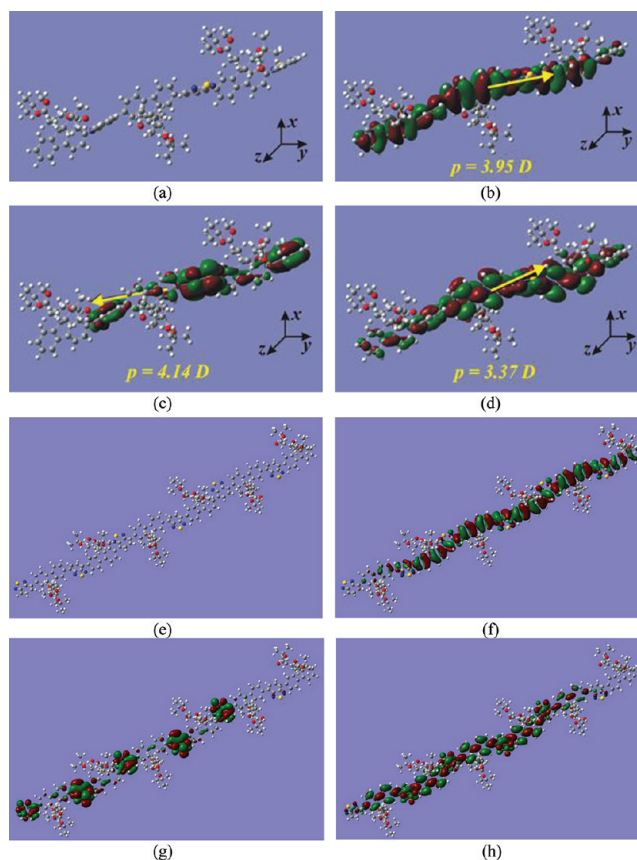 x
z
y
(a)
x
z
y
p = 3.95 D
(b)
x
z
y
p = 4.14 D
(c)
x
z
y
p = 3.37 D
(d)
(e)
(f)
(g)
(h)